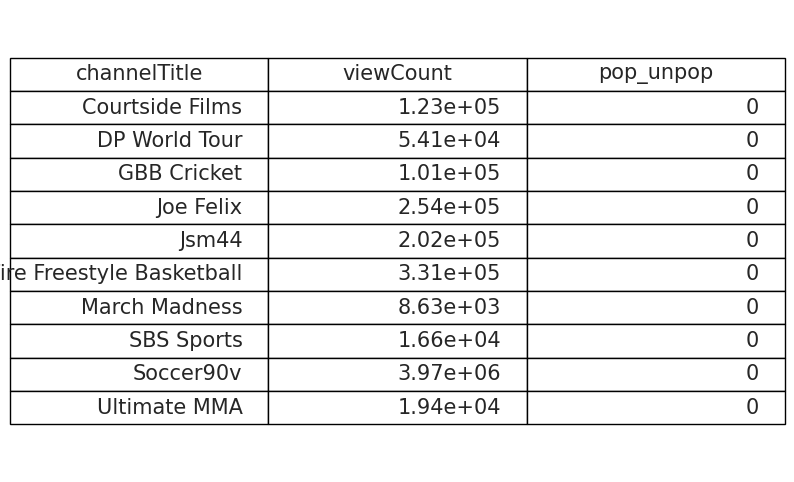 channelTitle viewCount pop_unpop
Courtside Films 1.23e+05 0
DP World Tour 5.41e+04 0
GBB Cricket 1.01e+05 0
Joe Felix 2.54e+05 0
Jsm44 2.02e+05 0
Freestyle Basketball 3.31e+05 0
March Madness 8.63e+03 0
SBS Sports 1.66e+04 0
Soccer90v 3.97e+06 0
Ultimate MMA 1.94e+04 0